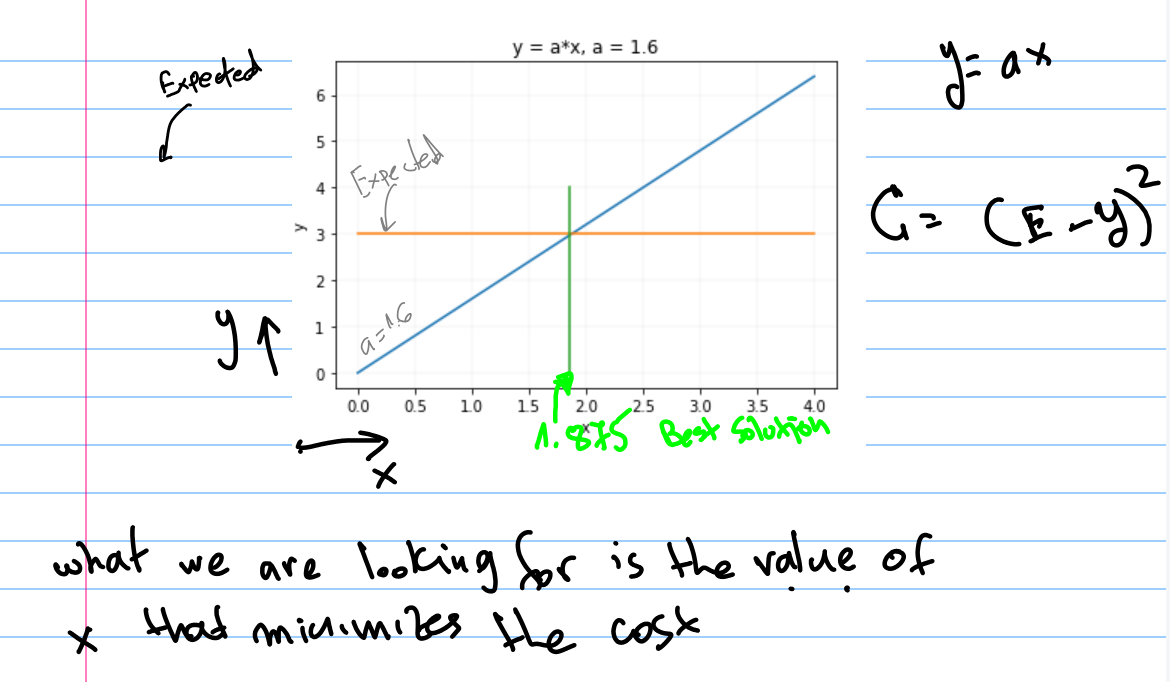 y = a*x, a = 1.6
Expected
y = ax
6
5
Expected
4
C = (E - y)²
y
3
2
1
a = 1.6
0
y
0.0 0.5 1.0 1.5 2.0 2.5 3.0 3.5 4.0
x
1.875 Best Solution
x
what we are looking for is the value of
x that minimizes the cost